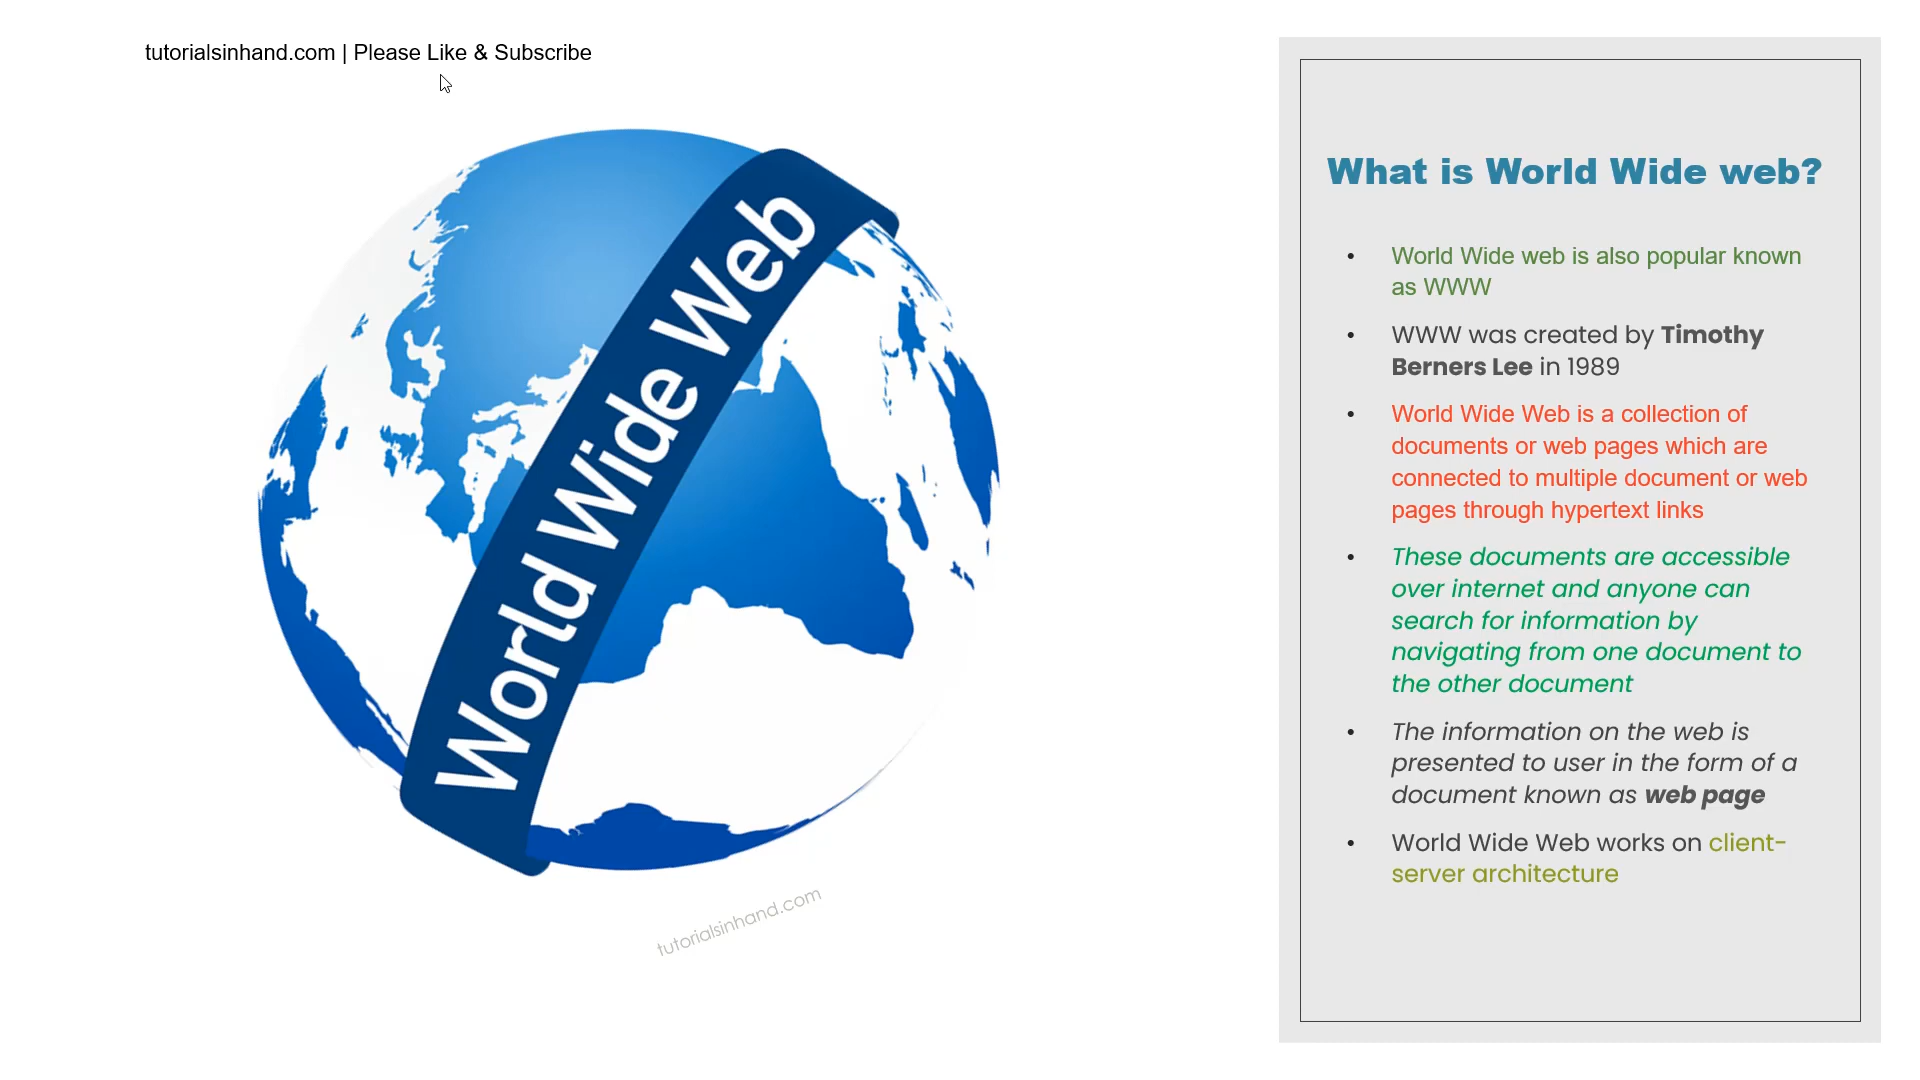 tutorialsinhand.com | Please Like & Subscribe
World Wide Web
tutorialsinhand.com
What is World Wide web?
• World Wide web is also popular known
as WWW
• WWW was created by Timothy
Berners Lee in 1989
• World Wide Web is a collection of
documents or web pages which are
connected to multiple document or web
pages through hypertext links
• These documents are accessible
over internet and anyone can
search for information by
navigating from one document to
the other document
• The information on the web is
presented to user in the form of a
document known as web page
• World Wide Web works on client-
server architecture